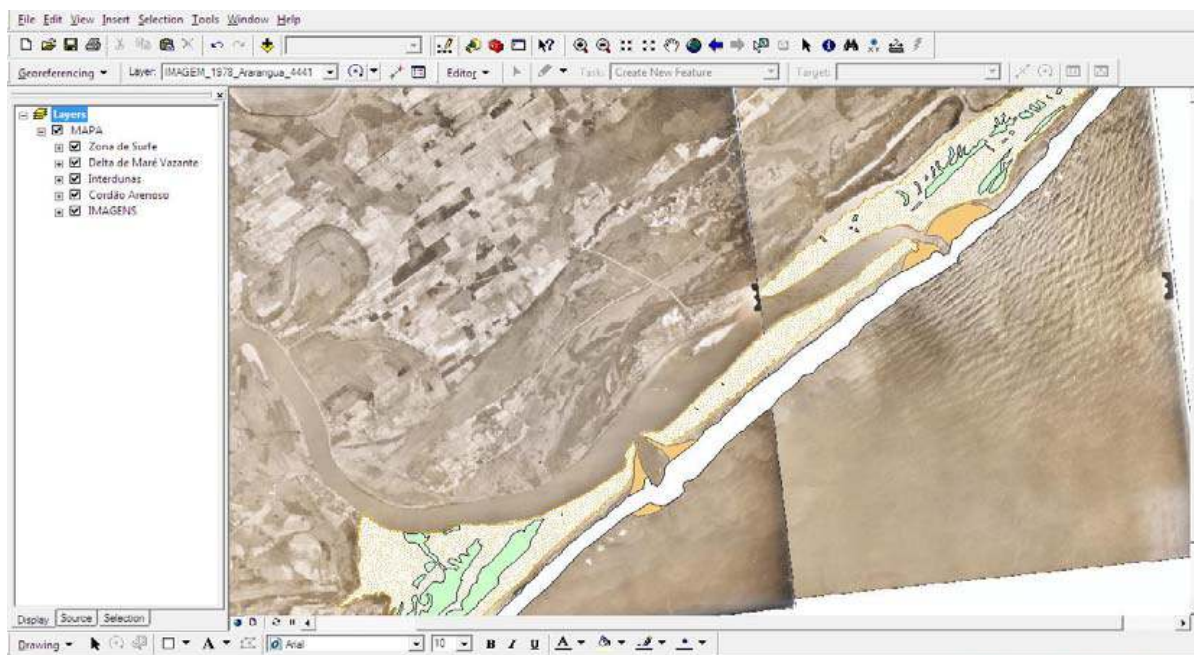 File Edit View Insert Selection Tools Window Help
Georeferencing Layer: IMAGEM_1978_Ararangua_4441 Editor Task: Create New Feature Target:
Layers
MAPA
Zona de Surfe
Delta de Maré Vazante
Interdunas
Cordão Arenoso
IMAGENS
Display Source Selection
Drawing A Arial 10 B I U A